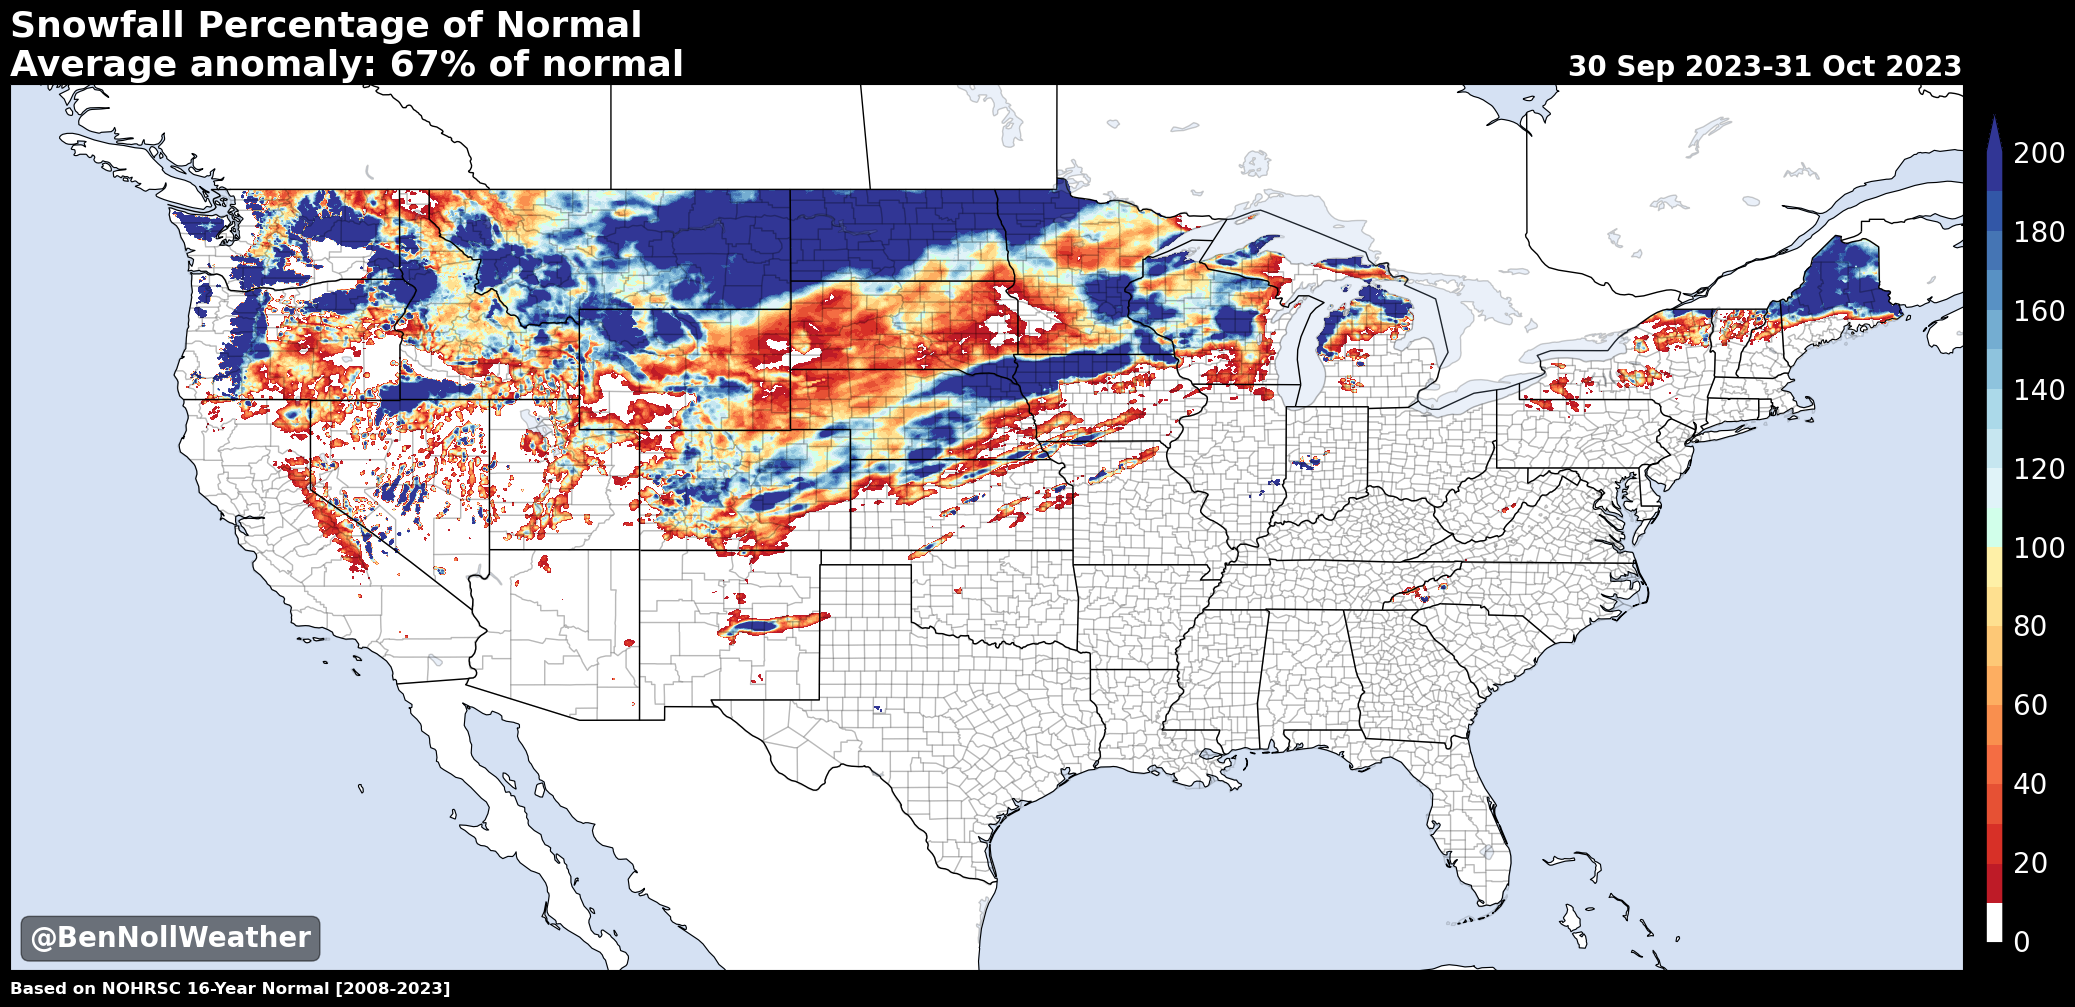 Snowfall Percentage of Normal
Average anomaly: 67% of normal
30 Sep 2023-31 Oct 2023
200
180
160
140
120
100
80
60
40
20
0
@BenNollWeather
Based on NOHRSC 16-Year Normal [2008-2023]